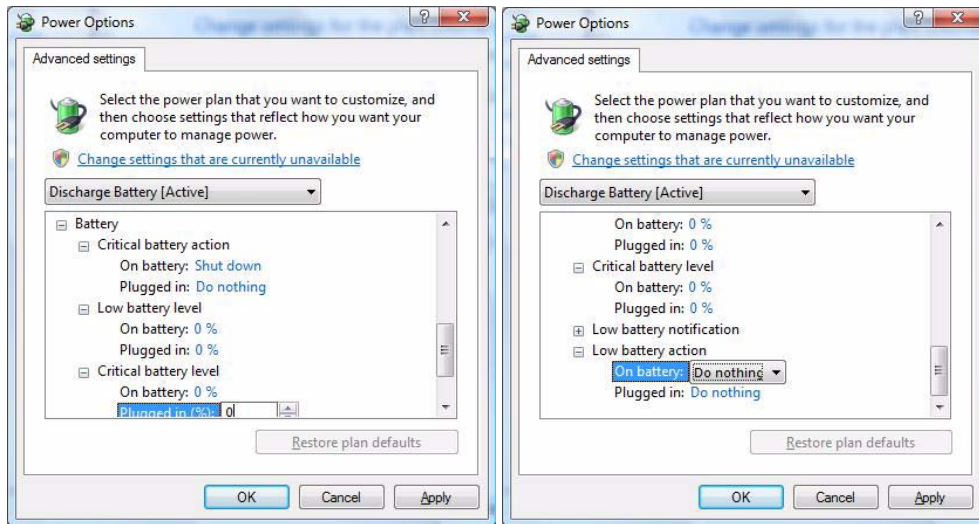 Power Options
Advanced settings
Select the power plan that you want to customize, and
then choose settings that reflect how you want your
computer to manage power.
Change settings that are currently unavailable
Discharge Battery [Active]
Battery
Critical battery action
On battery: Shut down
Plugged in: Do nothing
Low battery level
On battery: 0 %
Plugged in: 0 %
Critical battery level
On battery: 0 %
Plugged in (%): 0
Restore plan defaults
OK Cancel Apply
Power Options
Advanced settings
Select the power plan that you want to customize, and
then choose settings that reflect how you want your
computer to manage power.
Change settings that are currently unavailable
Discharge Battery [Active]
On battery: 0 %
Plugged in: 0 %
Critical battery level
On battery: 0 %
Plugged in: 0 %
Low battery notification
Low battery action
On battery: Do nothing
Plugged in: Do nothing
Restore plan defaults
OK Cancel Apply